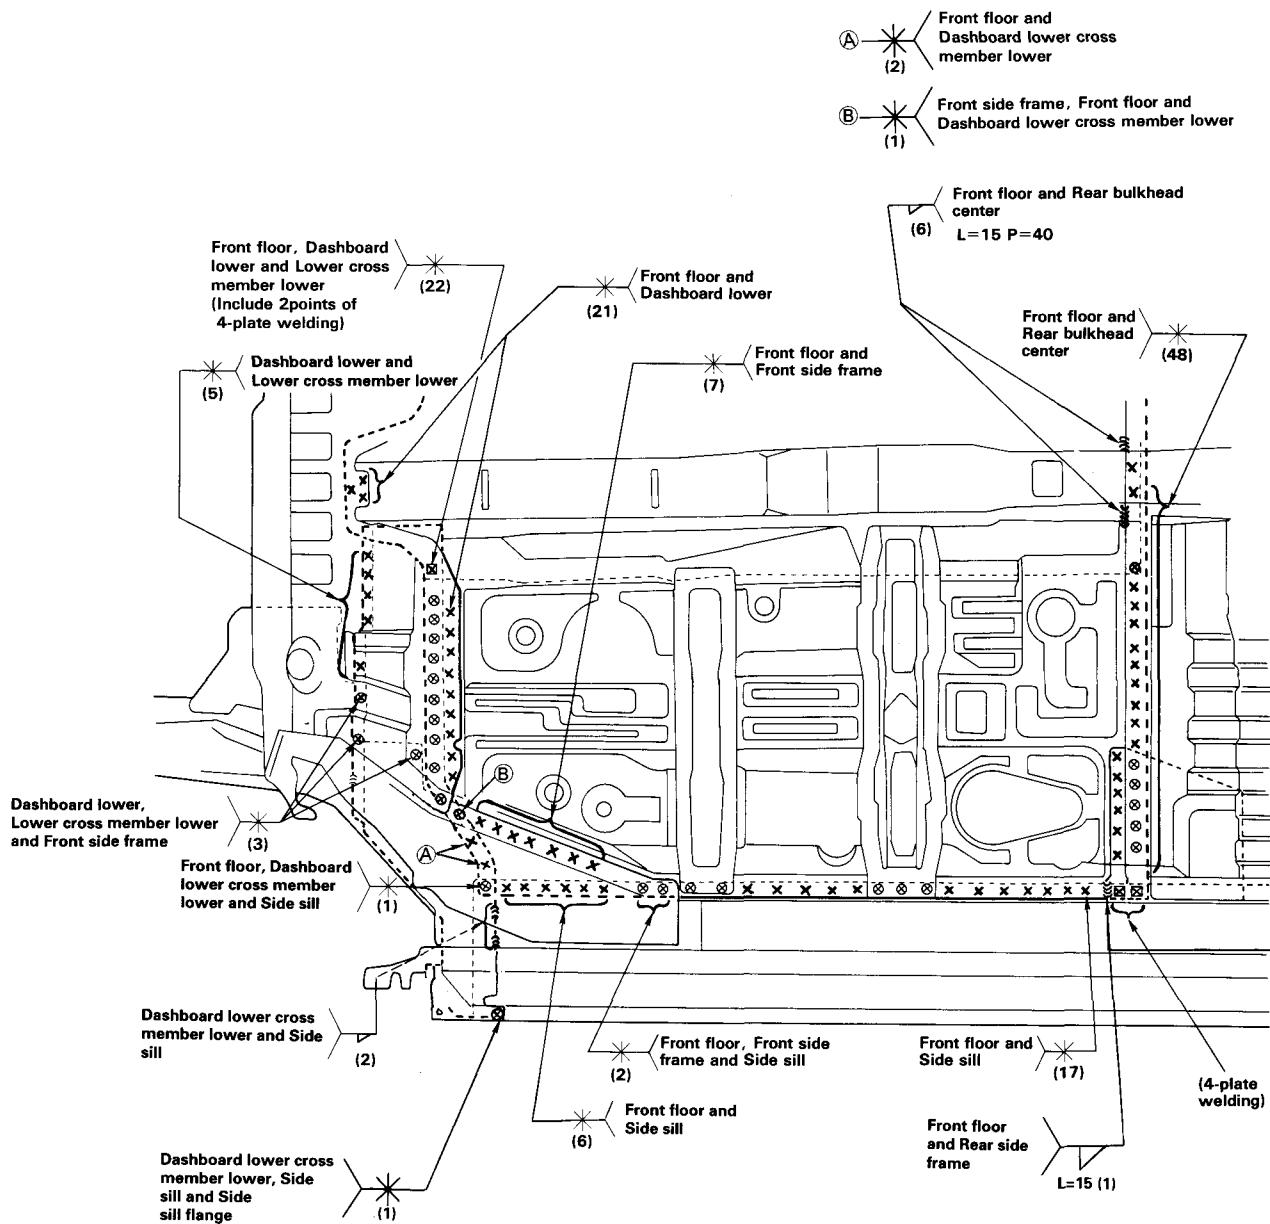 Ⓐ
Front floor and
Dashboard lower cross
member lower
(2)
Ⓑ
Front side frame, Front floor and
Dashboard lower cross member lower
(1)
Front floor and Rear bulkhead
center
(6)
L=15 P=40
Front floor, Dashboard
lower and Lower cross
member lower
(Include 2points of
4-plate welding)
(22)
Front floor and
Dashboard lower
(21)
Front floor and
Rear bulkhead
center
(48)
Dashboard lower and
Lower cross member lower
(5)
Front floor and
Front side frame
(7)
Ⓑ
Dashboard lower,
Lower cross member lower
and Front side frame
(3)
Ⓐ
Front floor, Dashboard
lower cross member
lower and Side sill
(1)
Dashboard lower cross
member lower and Side
sill
(2)
Front floor, Front side
frame and Side sill
(2)
Front floor and
Side sill
(17)
(4-plate
welding)
Front floor and
Side sill
(6)
Front floor
and Rear side
frame
L=15 (1)
Dashboard lower cross
member lower, Side
sill and Side
sill flange
(1)